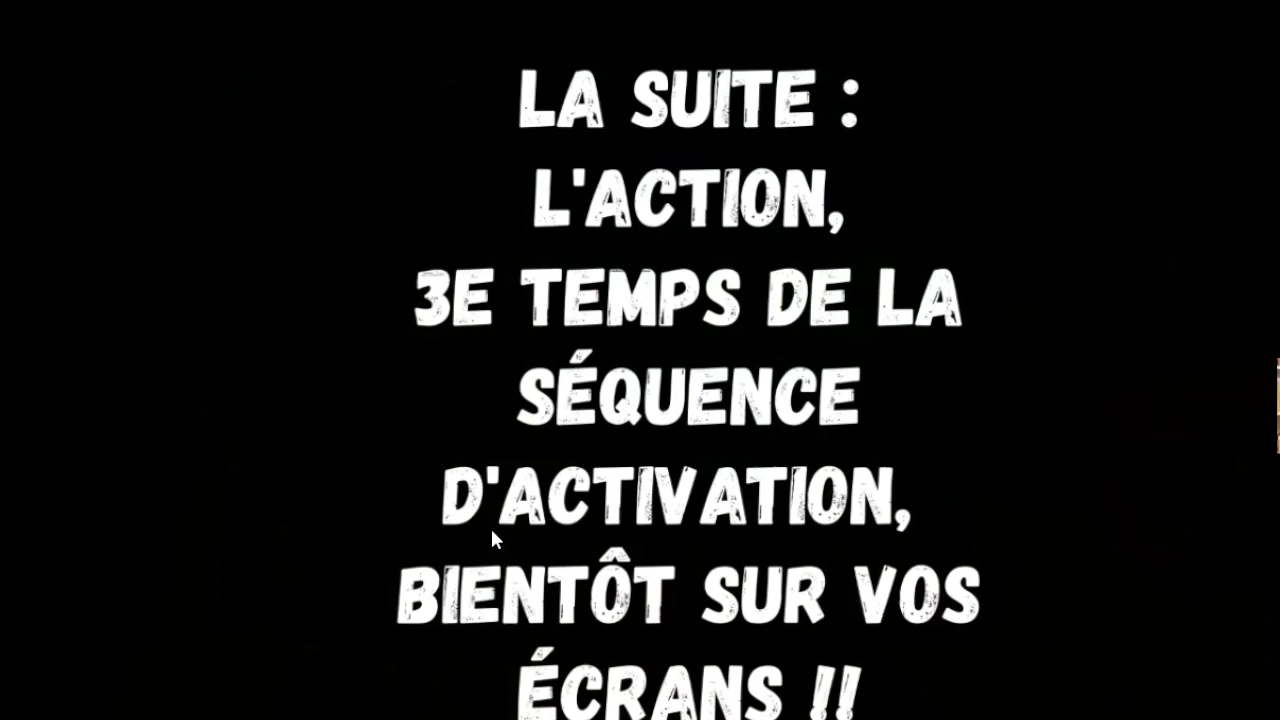 LA SUITE :
L'ACTION,
3E TEMPS DE LA
SÉQUENCE
D'ACTIVATION,
BIENTÔT SUR VOS
ÉCRANS !!